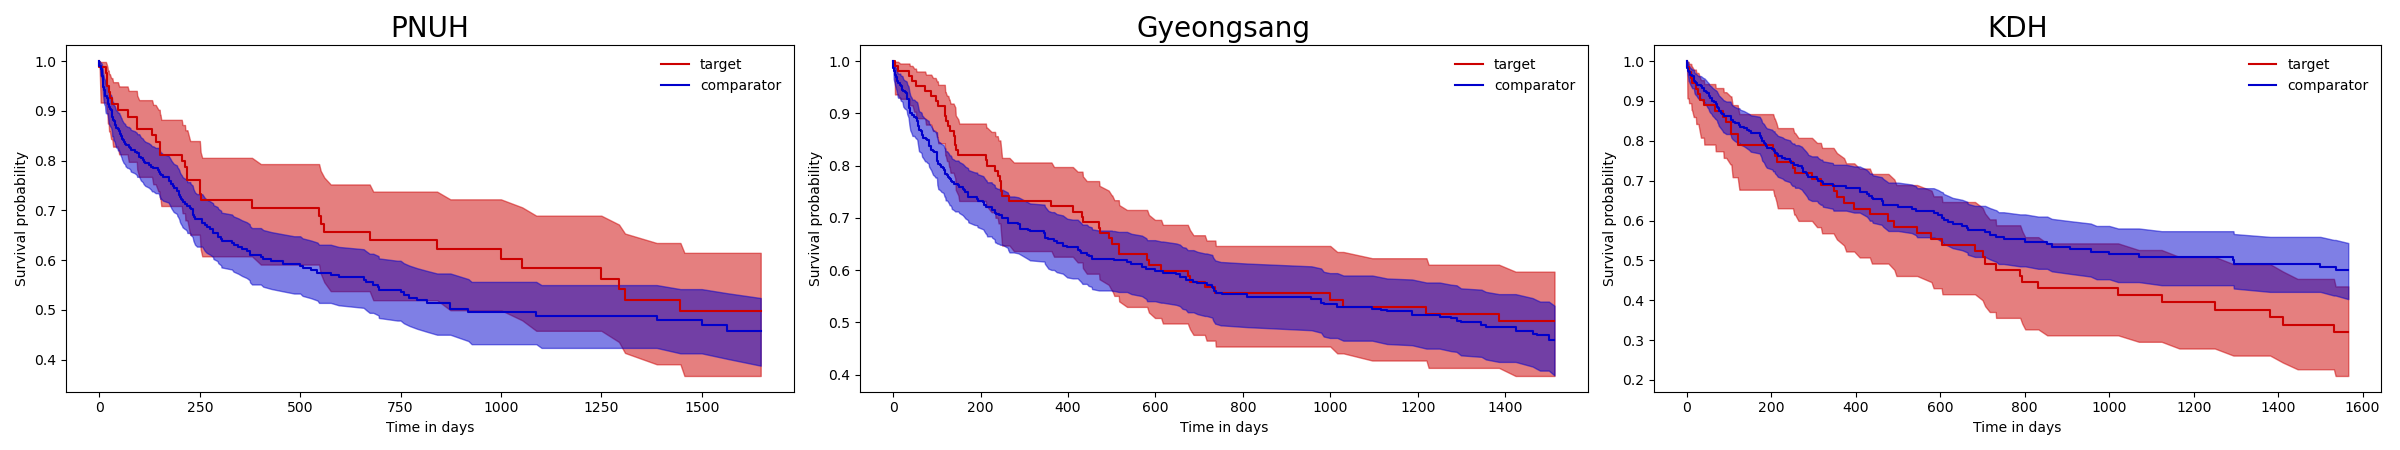 PNUH
target
comparator
Survival probability
1.0
0.9
0.8
0.7
0.6
0.5
0.4
0 250 500 750 1000 1250 1500
Time in days
Gyeongsang
target
comparator
Survival probability
1.0
0.9
0.8
0.7
0.6
0.5
0.4
0 200 400 600 800 1000 1200 1400
Time in days
KDH
target
comparator
Survival probability
1.0
0.9
0.8
0.7
0.6
0.5
0.4
0.3
0.2
0 200 400 600 800 1000 1200 1400 1600
Time in days